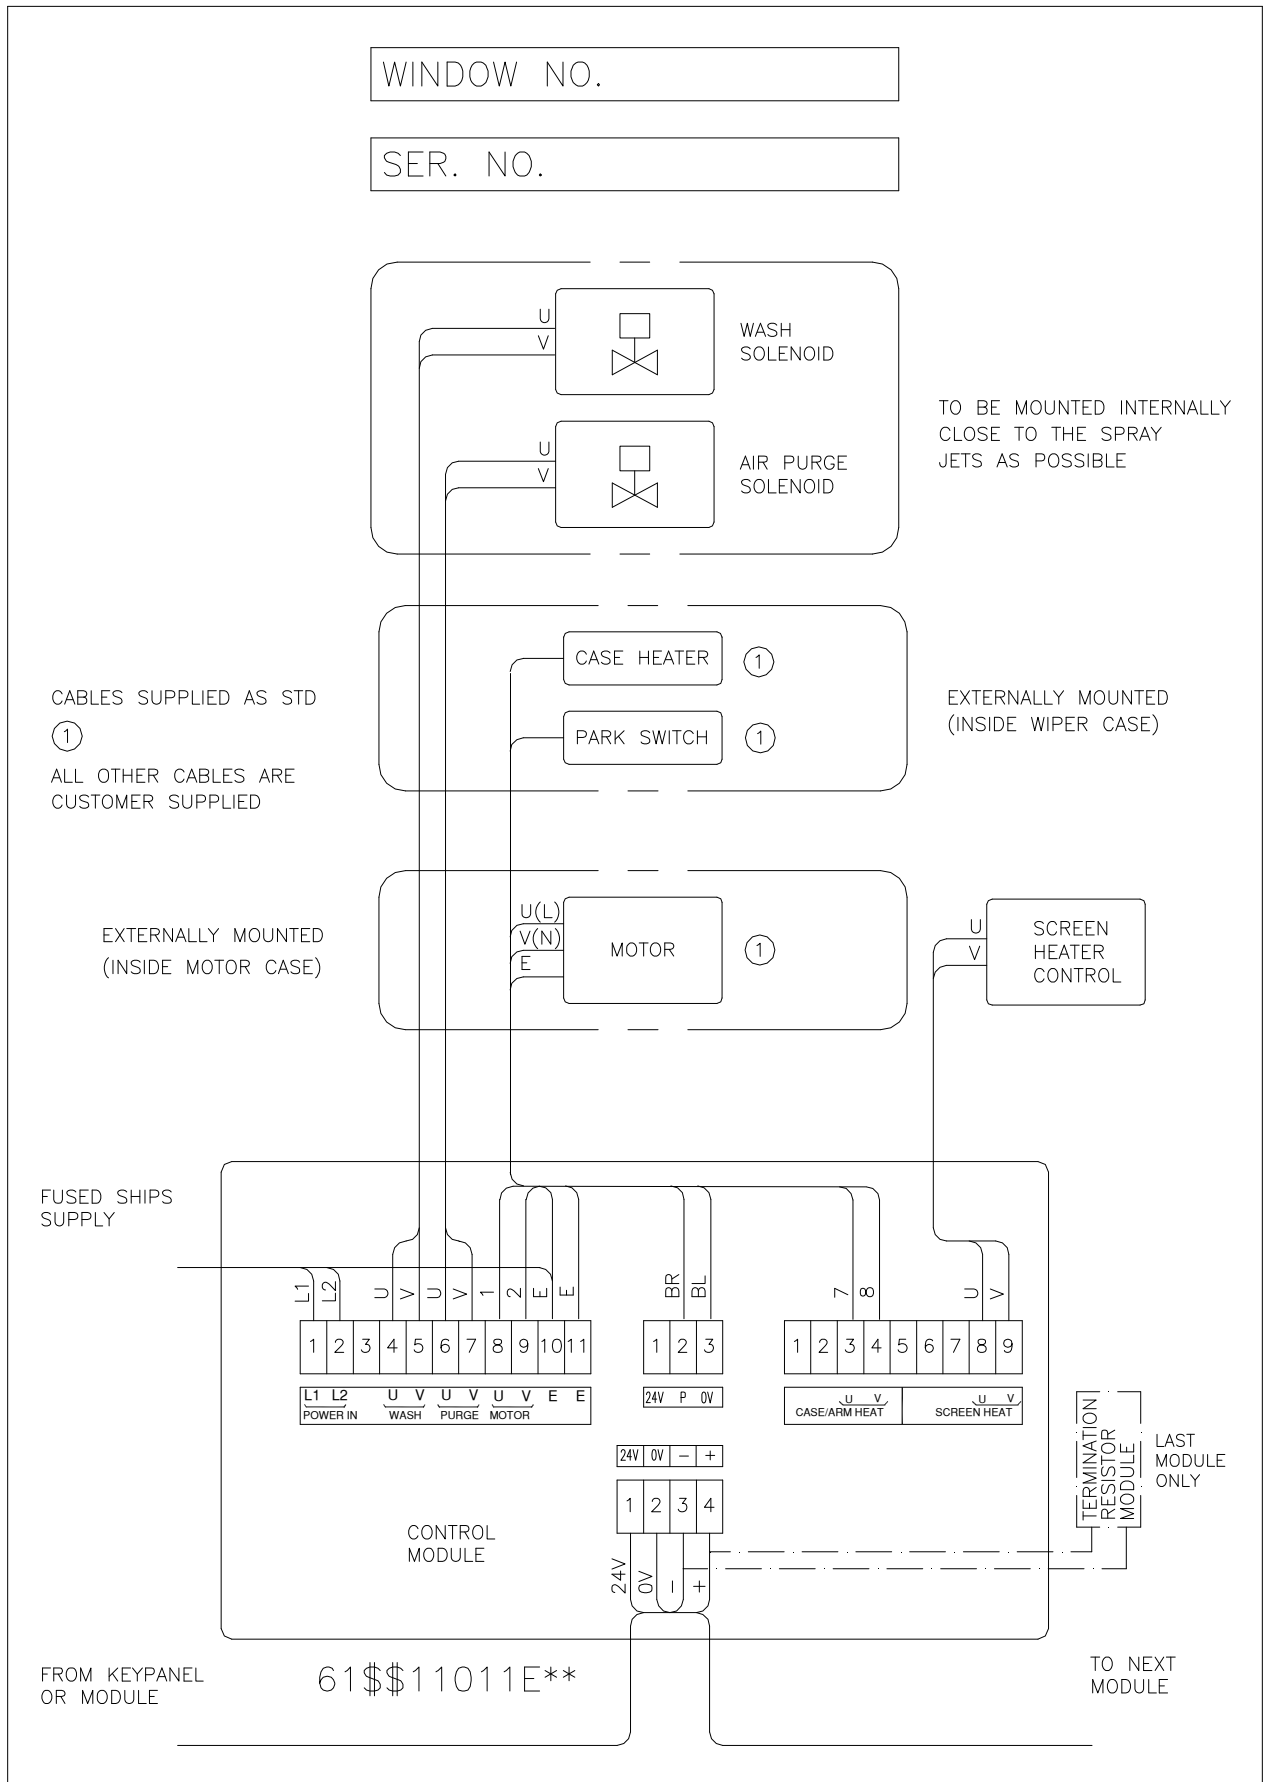 WINDOW NO.
SER. NO.
U
V
WASH
SOLENOID
U
V
AIR PURGE
SOLENOID
TO BE MOUNTED INTERNALLY
CLOSE TO THE SPRAY
JETS AS POSSIBLE
CASE HEATER 1
PARK SWITCH 1
CABLES SUPPLIED AS STD
1
ALL OTHER CABLES ARE
CUSTOMER SUPPLIED
EXTERNALLY MOUNTED
(INSIDE WIPER CASE)
EXTERNALLY MOUNTED
(INSIDE MOTOR CASE)
U(L)
V(N)
E
MOTOR 1
U
V
SCREEN
HEATER
CONTROL
FUSED SHIPS
SUPPLY
L1 L2 U V U V 1 2 E E BR BL 7 8 U V
1 2 3 4 5 6 7 8 9 10 11
1 2 3
1 2 3 4 5 6 7 8 9
L1 L2 U V U V U V E E
POWER IN WASH PURGE MOTOR
24V P 0V
U V U V
CASE/ARM HEAT SCREEN HEAT
24V 0V − +
1 2 3 4
24V 0V − +
CONTROL
MODULE
TERMINATION
RESISTOR
MODULE
LAST
MODULE
ONLY
FROM KEYPANEL
OR MODULE
61$$11011E**
TO NEXT
MODULE